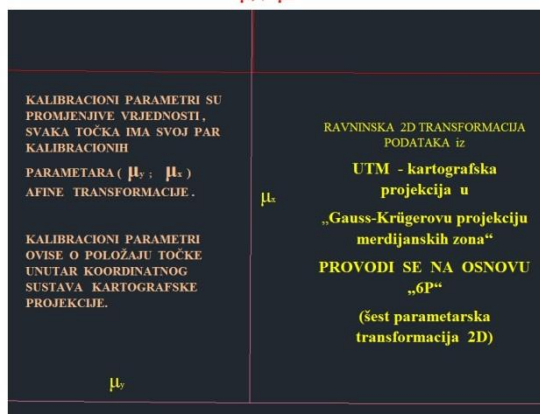 KALIBRACIONI PARAMETRI SU
PROMJENJIVE VRJEDNOSTI ,
SVAKA TOČKA IMA SVOJ PAR
KALIBRACIONIH
PARAMETARA ( μy ; μx )
AFINE TRANSFORMACIJE .
KALIBRACIONI PARAMETRI
OVISE O POLOŽAJU TOČKE
UNUTAR KOORDINATNOG
SUSTAVA KARTOGRAFSKE
PROJEKCIJE.
μy
μx
RAVNINSKA 2D TRANSFORMACIJA
PODATAKA iz
UTM - kartografska
projekcija u
„Gauss-Krügerovu projekciju
merdijanskih zona“
PROVODI SE NA OSNOVU
„6P“
(šest parametarska
transformacija 2D)